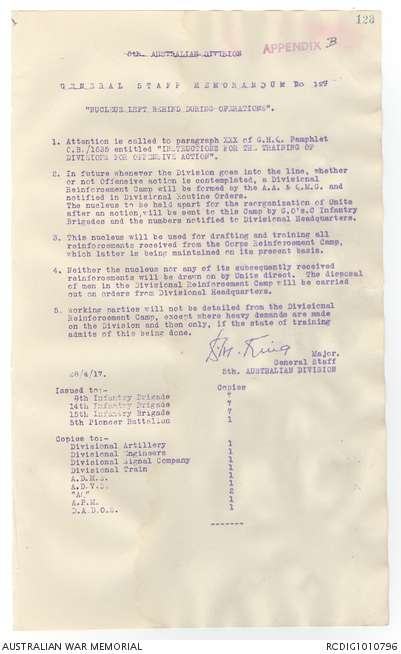 123
5th. AUSTRALIAN DIVISION
APPENDIX B
GENERAL STAFF MEMORANDUM No
"NUCLEUS LEFT BEHIND DURING OPERATIONS".
1. Attention is called to paragraph XXX of G.H.Q. Pamphlet
C.B./1635 entitled "INSTRUCTIONS FOR THE TRAINING OF
DIVISIONS FOR OFFENSIVE ACTION".
2. In future whenever the Division goes into the line, whether
or not Offensive action is contemplated, a Divisional
Reinforcement Camp will be formed by the A.A. & Q.M.G. and
notified in Divisional Routine Orders.
The nucleus to be held apart for the reorganization of Units
after an action, will be sent to this Camp by G.O's.C Infantry
Brigades and the numbers notified to Divisional Headquarters.
3. This nucleus will be used for drafting and training all
reinforcements received from the Corps Reinforcement Camp,
which latter is being maintained on its present basis.
4. Neither the nucleus nor any of its subsequently received
reinforcements will be drawn on by Units direct. The disposal
of men in the Divisional Reinforcement Camp will be carried
out on orders from Divisional Headquarters.
5. Working parties will not be detailed from the Divisional
Reinforcement Camp, except where heavy demands are made
on the Division and then only, if the state of training
admits of this being done.
King Major.
General Staff
28/4/17. 5th. AUSTRALIAN DIVISION
Issued to:- Copies
8th Infantry Brigade 7
14th Infantry Brigade 7
15th Infantry Brigade 7
5th Pioneer Battalion 1
Copies to:-
Divisional Artillery 1
Divisional Engineers 1
Divisional Signal Company 1
Divisional Train 1
A.D.M.S. 1
A.D.V.S. 1
"AQ" 2
A.P.M. 1
D.A.D.O.S. 1
AUSTRALIAN WAR MEMORIAL
RCDIG1010796